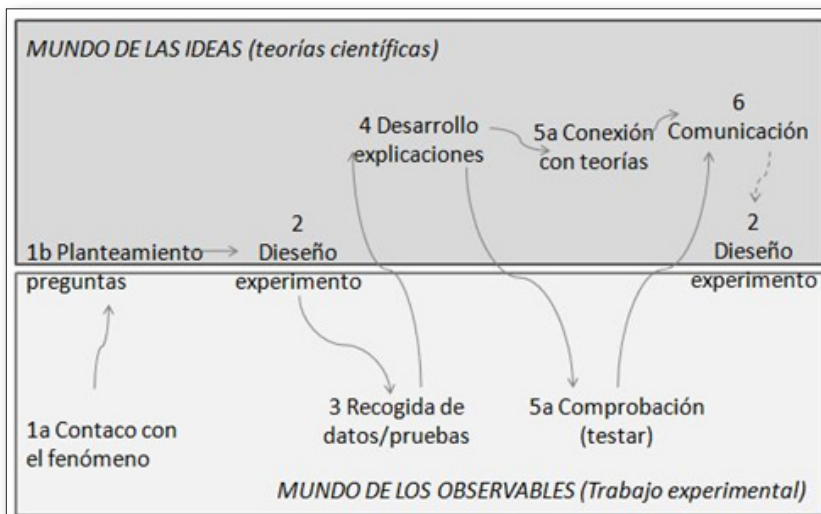 MUNDO DE LAS IDEAS (teorías científicas)
6
Comunicación
4 Desarrollo
explicaciones
5a Conexión
con teorías
2
Dieseño
experimento
1b Planteamiento
preguntas
2
Dieseño
experimento
3 Recogida de
datos/pruebas
5a Comprobación
(testar)
1a Contaco con
el fenómeno
MUNDO DE LOS OBSERVABLES (Trabajo experimental)